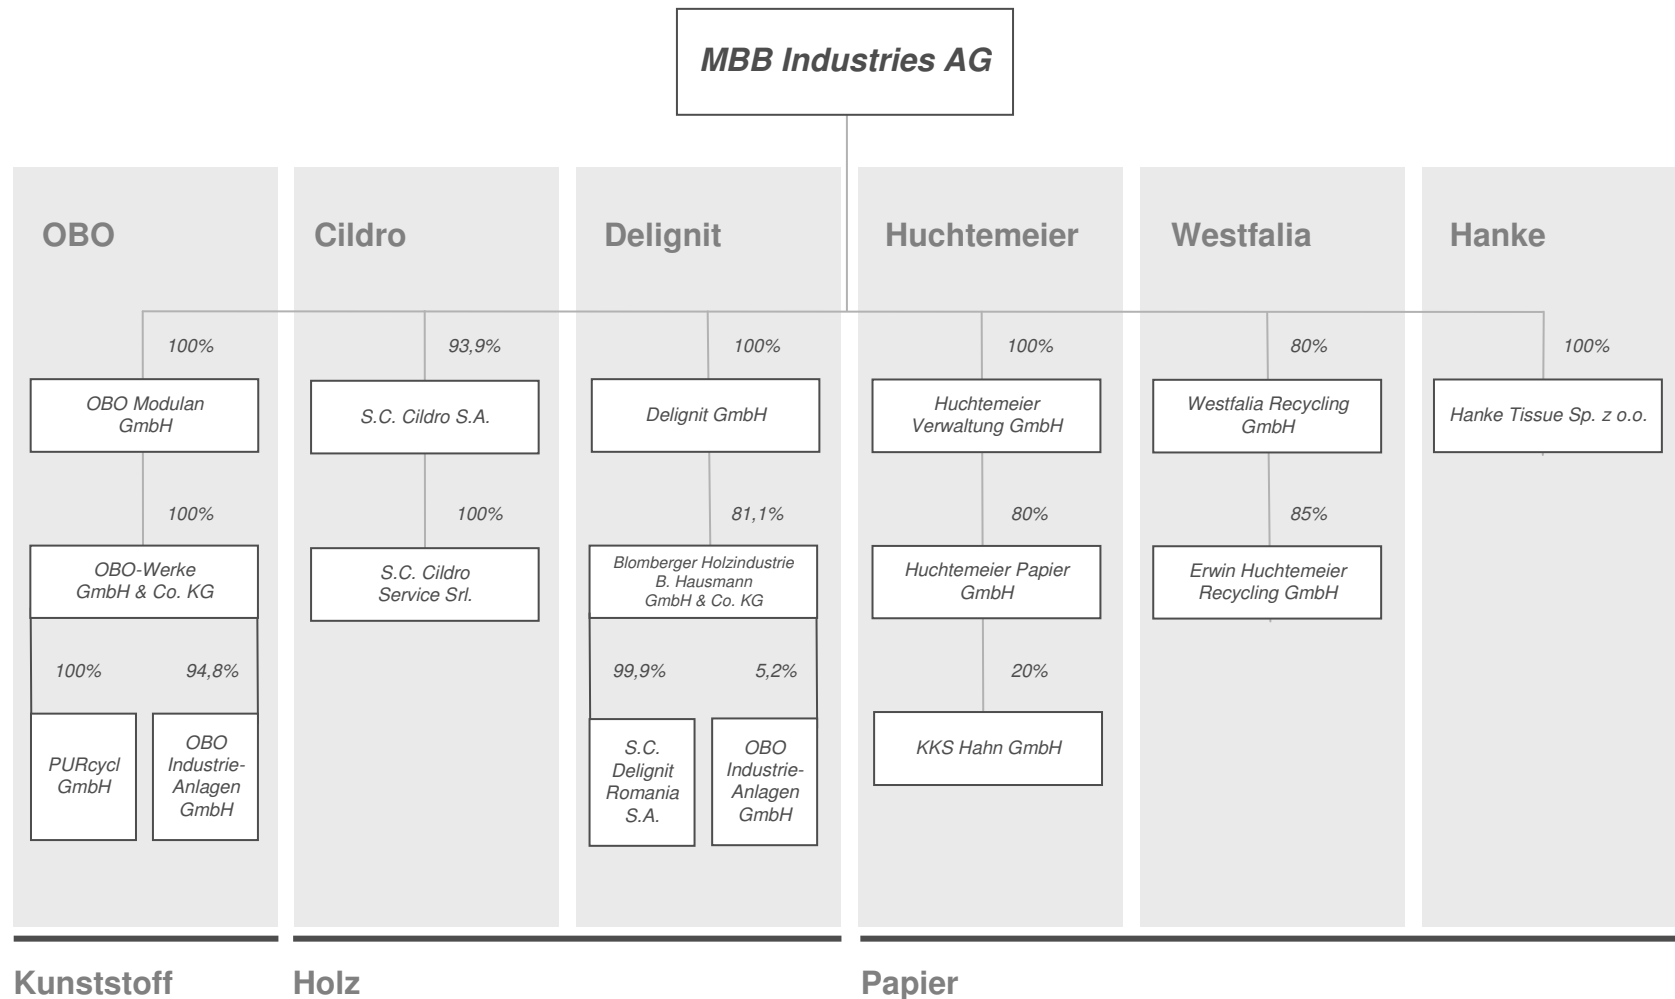 MBB Industries AG
OBO
Cildro
Delignit
Huchtemeier
Westfalia
Hanke
100%
93,9%
100%
100%
80%
100%
OBO Modulan
GmbH
S.C. Cildro S.A.
Delignit GmbH
Huchtemeier
Verwaltung GmbH
Westfalia Recycling
GmbH
Hanke Tissue Sp. z o.o.
100%
100%
81,1%
80%
85%
OBO-Werke
GmbH & Co. KG
S.C. Cildro
Service Srl.
Blomberger Holzindustrie
B. Hausmann
GmbH & Co. KG
Huchtemeier Papier
GmbH
Erwin Huchtemeier
Recycling GmbH
100%
94,8%
99,9%
5,2%
20%
PURcycl
GmbH
OBO
Industrie-
Anlagen
GmbH
S.C.
Delignit
Romania
S.A.
OBO
Industrie-
Anlagen
GmbH
KKS Hahn GmbH
Kunststoff
Holz
Papier